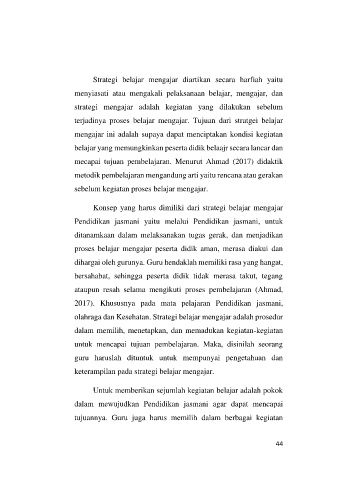 Strategi belajar mengajar diartikan secara harfiah yaitu
menyiasati atau mengakali pelaksanaan belajar, mengajar, dan
strategi mengajar adalah kegiatan yang dilakukan sebelum
terjadinya proses belajar mengajar. Tujuan dari stratgei belajar
mengajar ini adalah supaya dapat menciptakan kondisi kegiatan
belajar yang memungkinkan peserta didik belaajr secara lancar dan
mecapai tujuan pembelajaran. Menurut Ahmad (2017) didaktik
metodik pembelajaran mengandung arti yaitu rencana atau gerakan
sebelum kegiatan proses belajar mengajar.
Konsep yang harus dimiliki dari strategi belajar mengajar
Pendidikan jasmani yaitu melalui Pendidikan jasmani, untuk
ditanamkaan dalam melaksanakan tugas gerak, dan menjadikan
proses belajar mengajar peserta didik aman, merasa diakui dan
dihargai oleh gurunya. Guru hendaklah memiliki rasa yang hangat,
bersahabat, sehingga peserta didik tidak merasa takut, tegang
ataupun resah selama mengikuti proses pembelajaran (Ahmad,
2017). Khususnya pada mata pelajaran Pendidikan jasmani,
olahraga dan Kesehatan. Strategi belajar mengajar adalah prosedur
dalam memilih, menetapkan, dan memadukan kegiatan-kegiatan
untuk mencapai tujuan pembelajaran. Maka, disinilah seorang
guru haruslah dituntuk untuk mempunyai pengetahuan dan
keterampilan pada strategi belajar mengajar.
Untuk memberikan sejumlah kegiatan belajar adalah pokok
dalam mewujudkan Pendidikan jasmani agar dapat mencapai
tujuannya. Guru juga harus memilih dalam berbagai kegiatan
44